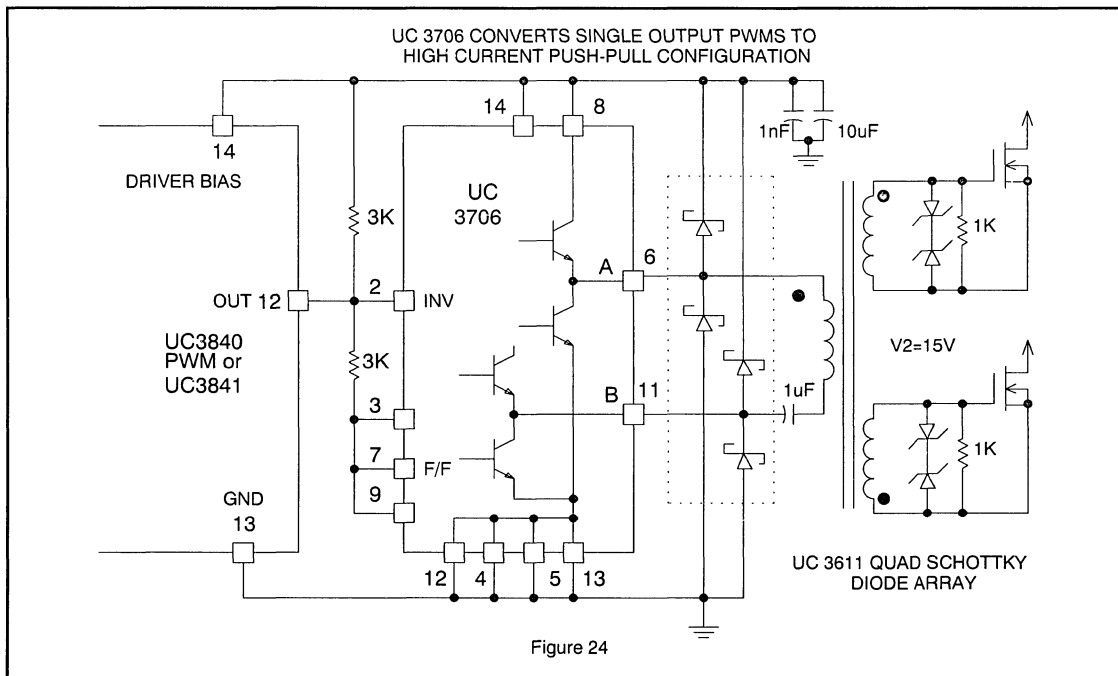 UC 3706 CONVERTS SINGLE OUTPUT PWMS TO
HIGH CURRENT PUSH-PULL CONFIGURATION
14
8
1nF
10uF
14
DRIVER BIAS
UC
3706
3K
1K
A
6
2
INV
OUT 12
UC3840
PWM or
UC3841
V2=15V
3K
B
11
1uF
3
7
F/F
9
1K
GND
13
12
4
5
13
UC 3611 QUAD SCHOTTKY
DIODE ARRAY
Figure 24